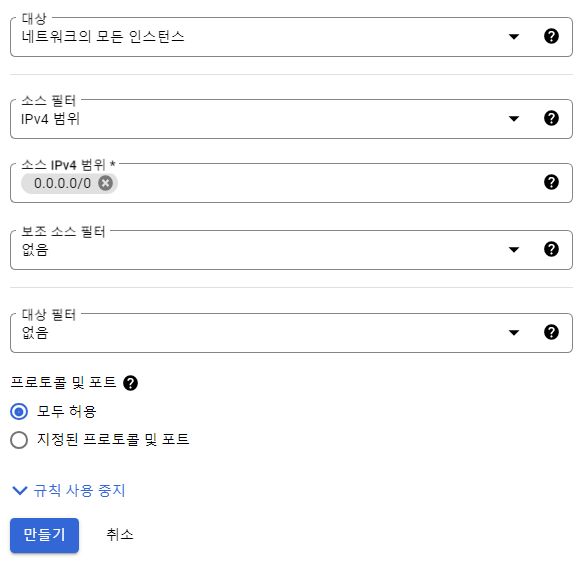 대상
네트워크의 모든 인스턴스
소스 필터
IPv4 범위
소스 IPv4 범위 *
0.0.0.0/0
보조 소스 필터
없음
대상 필터
없음
프로토콜 및 포트
모두 허용
지정된 프로토콜 및 포트
규칙 사용 중지
만들기 취소